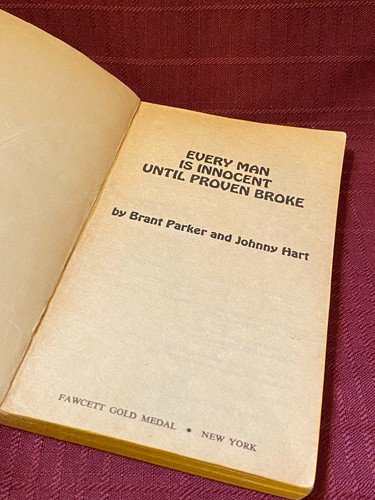 EVERY MAN
IS INNOCENT
UNTIL PROVEN BROKE
by Brant Parker and Johnny Hart
FAWCETT GOLD MEDAL • NEW YORK